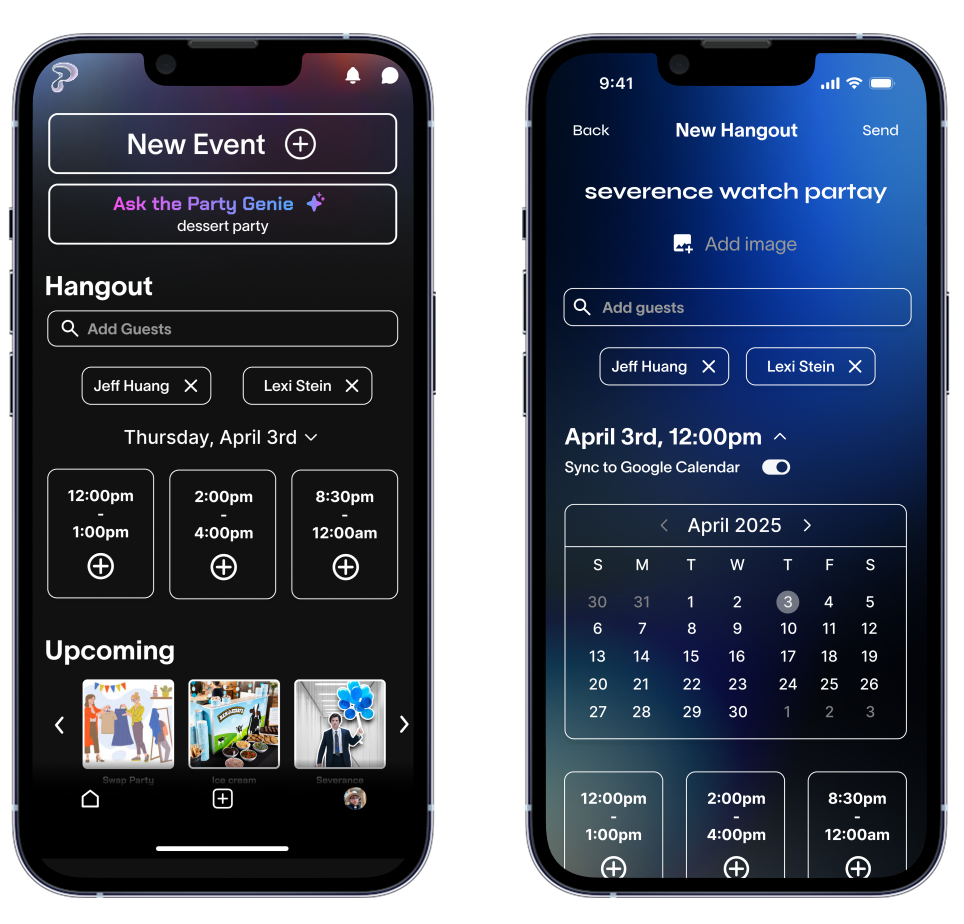 New Event
Ask the Party Genie
dessert party
Hangout
Add Guests
Jeff Huang
Lexi Stein
Thursday, April 3rd
12:00pm
-
1:00pm
2:00pm
-
4:00pm
8:30pm
-
12:00am
Upcoming
BEN & JERRY'S
Swap Party
Ice cream
Severance
9:41
Back
New Hangout
Send
severence watch partay
Add image
Add guests
Jeff Huang
Lexi Stein
April 3rd, 12:00pm
Sync to Google Calendar
April 2025
S M T W T F S
30 31 1 2 3 4 5
6 7 8 9 10 11 12
13 14 15 16 17 18 19
20 21 22 23 24 25 26
27 28 29 30 1 2 3
12:00pm
-
1:00pm
2:00pm
-
4:00pm
8:30pm
-
12:00am